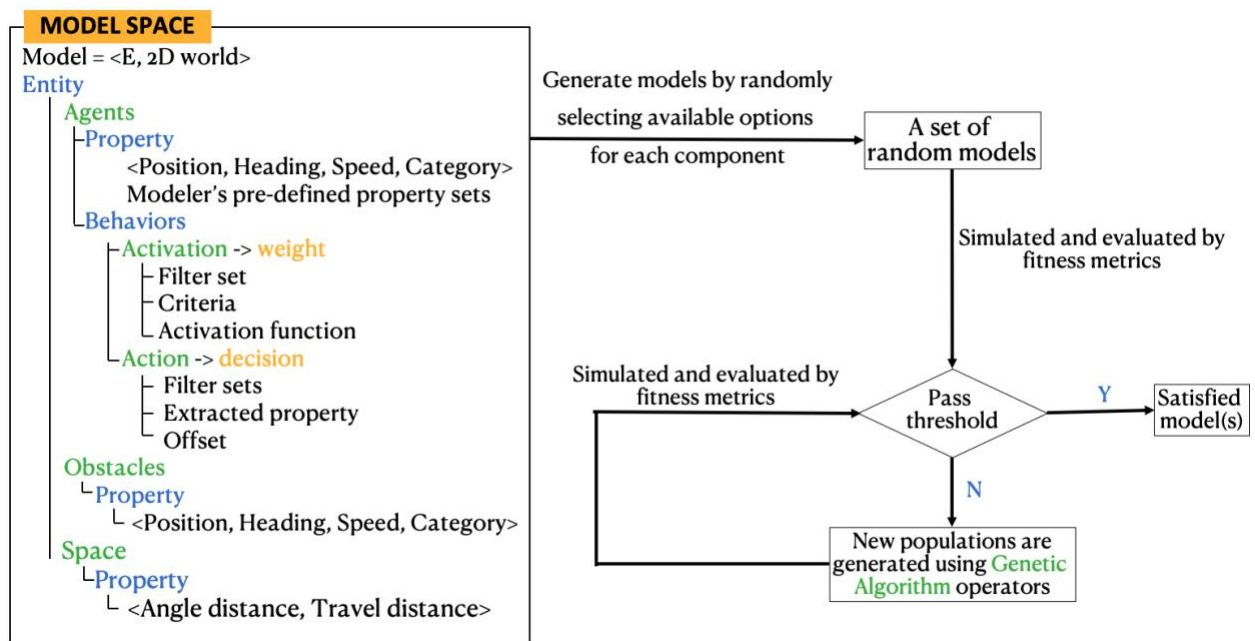 MODEL SPACE
Model = <E, 2D world>
Entity
Agents
Property
<Position, Heading, Speed, Category>
Modeler's pre-defined property sets
Behaviors
Activation -> weight
Filter set
Criteria
Activation function
Action -> decision
Filter sets
Extracted property
Offset
Obstacles
Property
<Position, Heading, Speed, Category>
Space
Property
<Angle distance, Travel distance>
Generate models by randomly
selecting available options
for each component
A set of
random models
Simulated and evaluated by
fitness metrics
Simulated and evaluated by
fitness metrics
Pass
threshold
Y
Satisfied
model(s)
N
New populations are
generated using Genetic
Algorithm operators